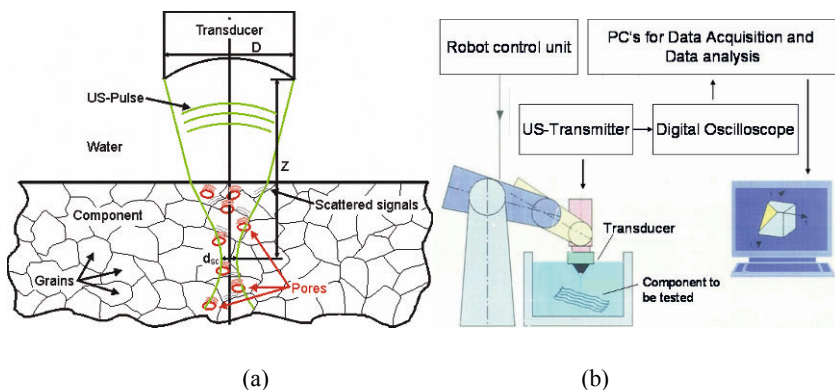 Transducer
D
US-Pulse
Water
Z
Component
Scattered signals
Grains
dsc
Pores
(a)
b)
Robot control unit
PC's for Data Acquisition and
Data analysis
US-Transmitter
Digital Oscilloscope
Transducer
Component to
be tested
(b)